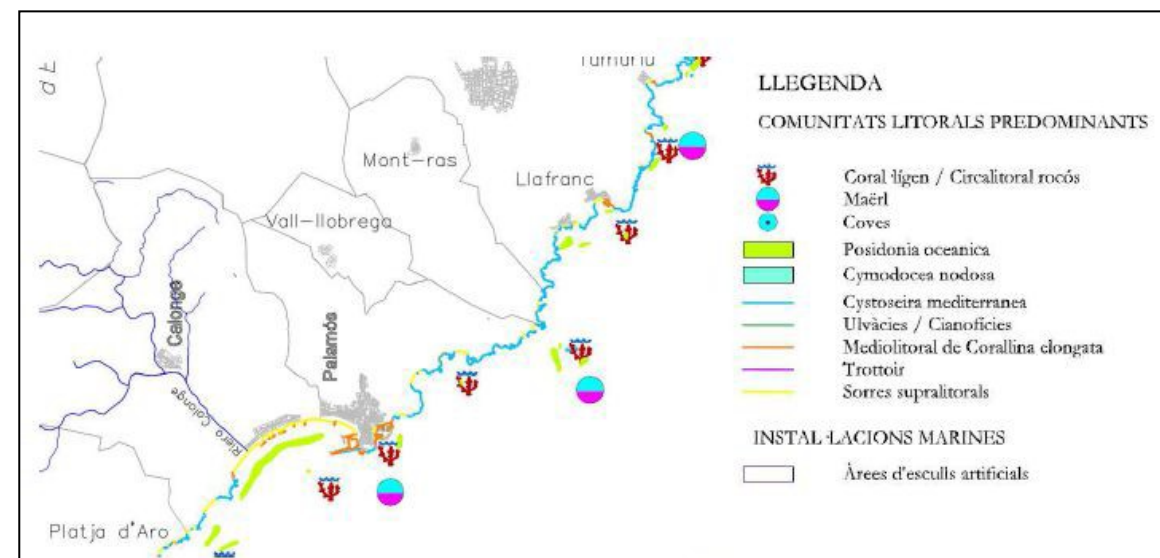 Tamariu
Mont-ras
Llafranc
Vall-llobrega
Calonge
Palamós
Riera Calonge
Platja d'Aro
LLEGENDA
COMUNITATS LITORALS PREDOMINANTS
Coral·lígen / Circalitoral rocós
Maërl
Coves
Posidonia oceanica
Cymodocea nodosa
Cystoseira mediterranea
Ulvàcies / Cianofícies
Mediolitoral de Corallina elongata
Trottoir
Sorres supralitorals
INSTAL·LACIONS MARINES
Àrees d'esculls artificials